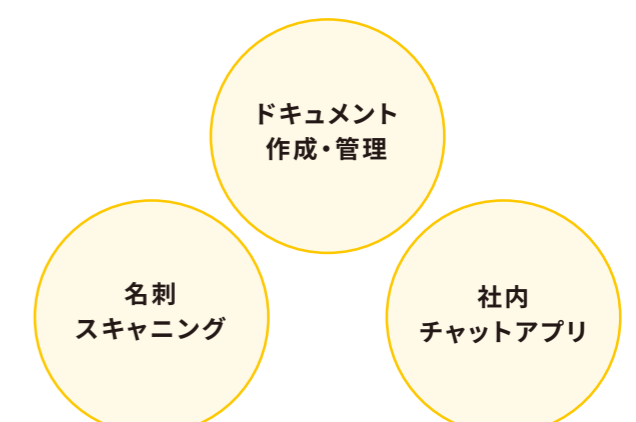 ドキュメント
作成・管理
名刺
スキャニング
社内
チャットアプリ